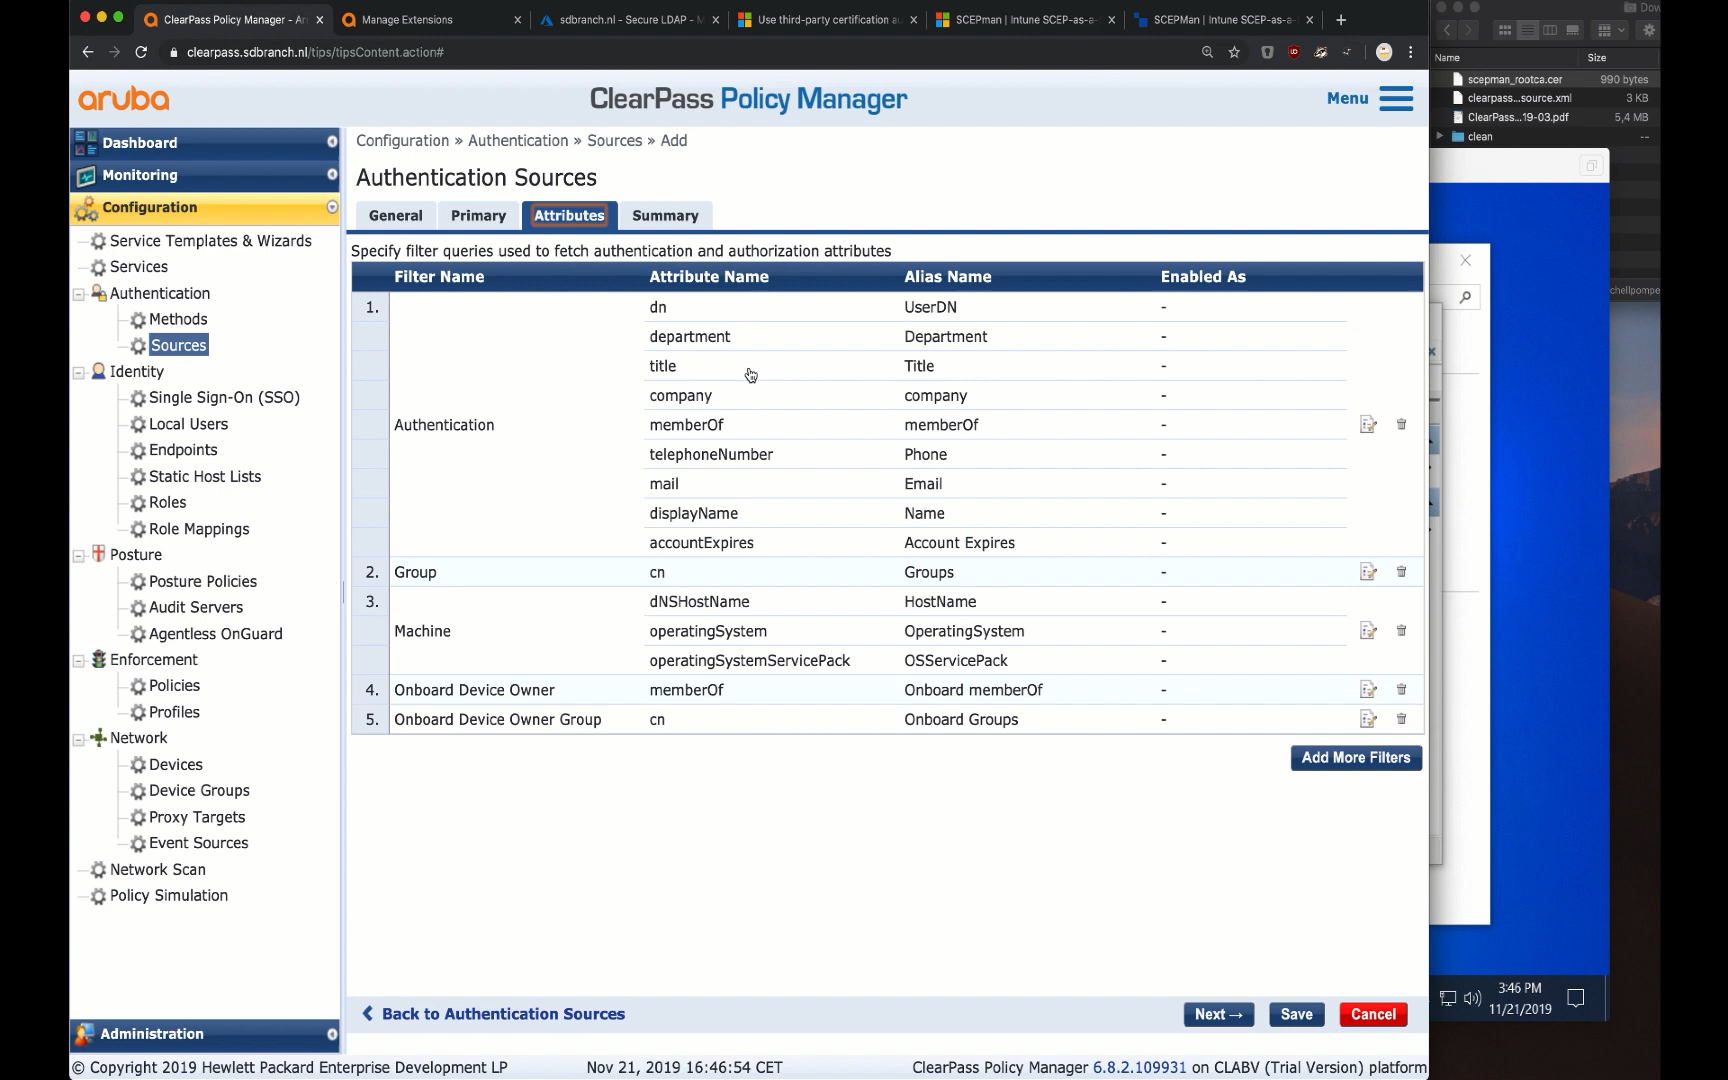 ClearPass Policy Manager - Aru
Manage Extensions
sdbranch.nl - Secure LDAP - M
Use third-party certification au
SCEPman | Intune SCEP-as-a-S
SCEPMan | Intune SCEP-as-a-
clearpass.sdbranch.nl/tips/tipsContent.action#
aruba
ClearPass Policy Manager
Menu
Dashboard
Monitoring
Configuration
Service Templates & Wizards
Services
Authentication
Methods
Sources
Identity
Single Sign-On (SSO)
Local Users
Endpoints
Static Host Lists
Roles
Role Mappings
Posture
Posture Policies
Audit Servers
Agentless OnGuard
Enforcement
Policies
Profiles
Network
Devices
Device Groups
Proxy Targets
Event Sources
Network Scan
Policy Simulation
Administration
Configuration » Authentication » Sources » Add
Authentication Sources
General Primary Attributes Summary
Specify filter queries used to fetch authentication and authorization attributes
Filter Name Attribute Name Alias Name Enabled As
1. Authentication
dn UserDN -
department Department -
title Title -
company company -
memberOf memberOf -
telephoneNumber Phone -
mail Email -
displayName Name -
accountExpires Account Expires -
2. Group cn Groups -
3. Machine
dNSHostName HostName -
operatingSystem OperatingSystem -
operatingSystemServicePack OSServicePack -
4. Onboard Device Owner memberOf Onboard memberOf -
5. Onboard Device Owner Group cn Onboard Groups -
Add More Filters
Back to Authentication Sources
Next → Save Cancel
© Copyright 2019 Hewlett Packard Enterprise Development LP Nov 21, 2019 16:46:54 CET ClearPass Policy Manager 6.8.2.109931 on CLABV (Trial Version) platform
Dow
Name Size
scepman_rootca.cer 990 bytes
clearpass...source.xml 3 KB
ClearPass...19-03.pdf 5,4 MB
clean --
chellpompe
3:46 PM
11/21/2019